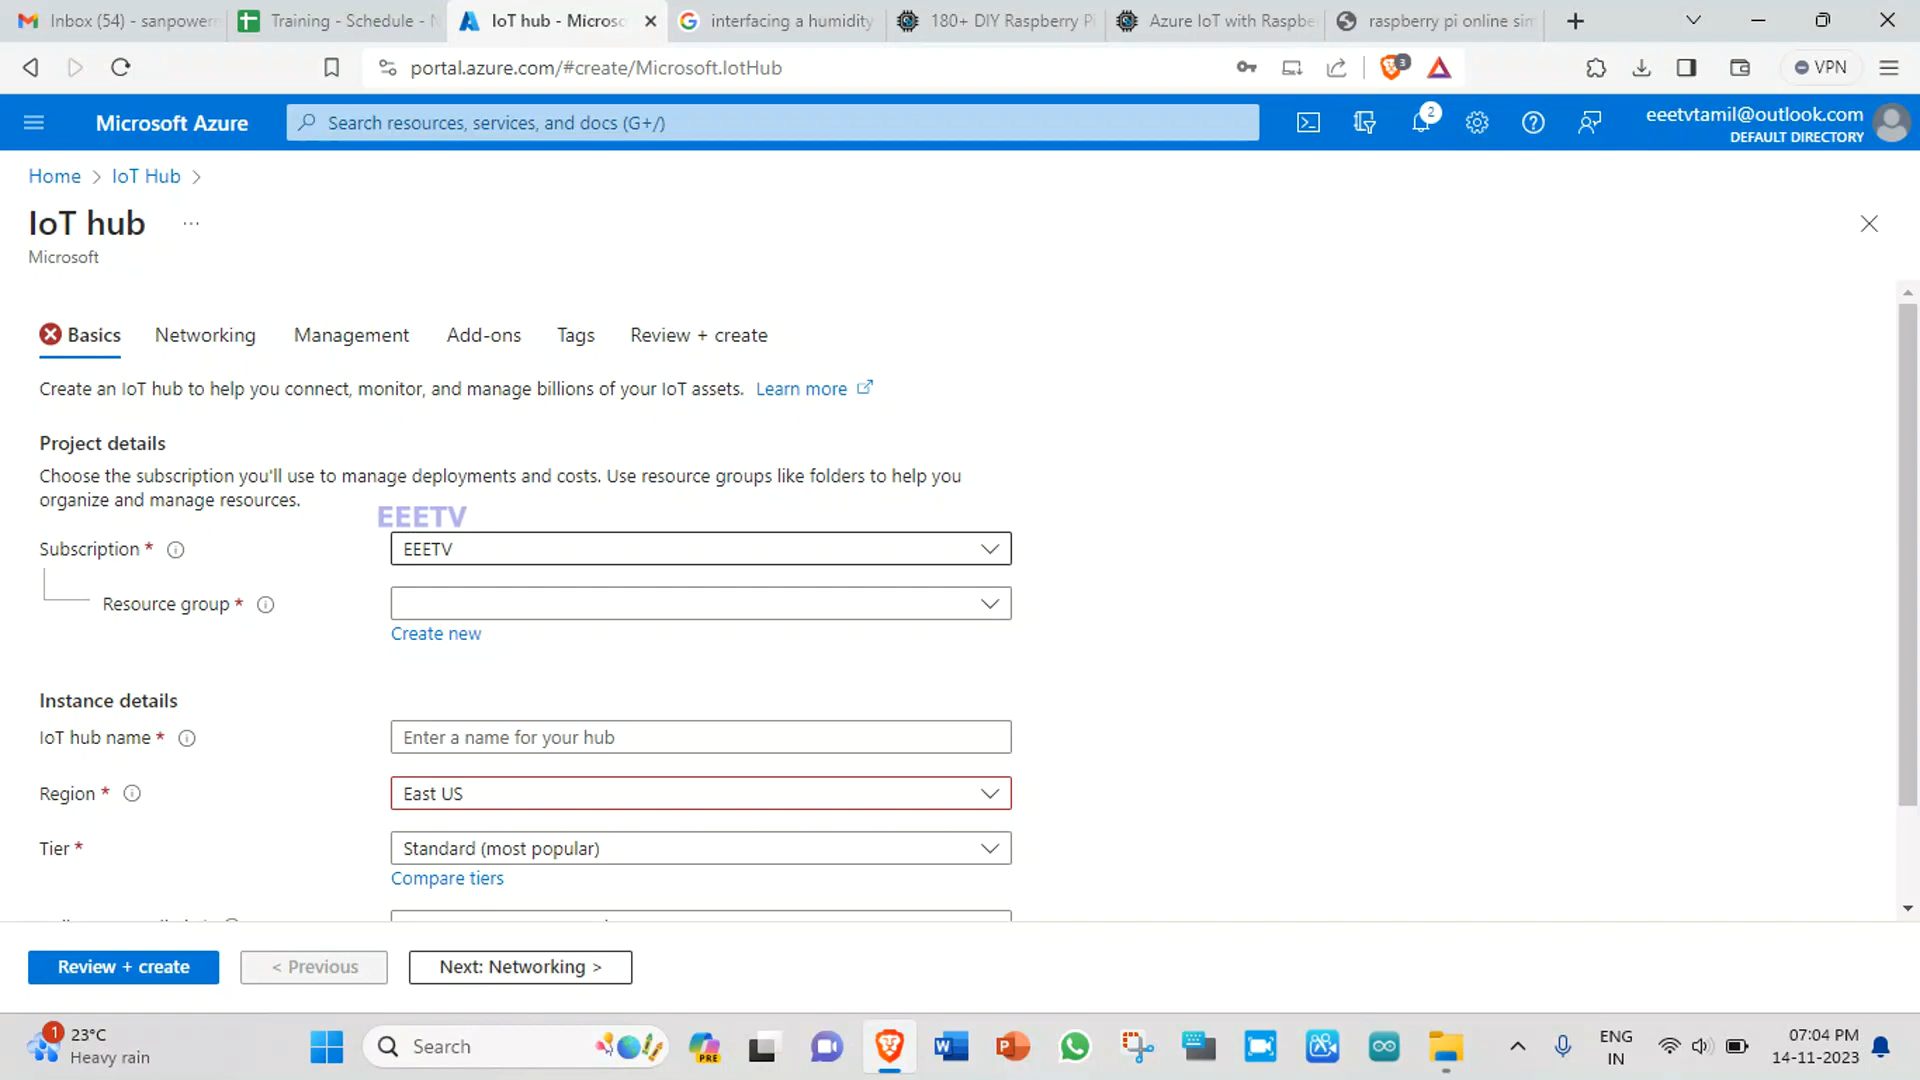 Inbox (54) - sanpower
Training - Schedule -
IoT hub - Microso
interfacing a humidity
180+ DIY Raspberry P
Azure IoT with Raspbe
raspberry pi online sim
portal.azure.com/#create/Microsoft.IotHub
3
VPN
Microsoft Azure
Search resources, services, and docs (G+/)
2
eeetvtamil@outlook.com
DEFAULT DIRECTORY
Home > IoT Hub >
IoT hub ...
Microsoft
Basics
Networking
Management
Add-ons
Tags
Review + create
Create an IoT hub to help you connect, monitor, and manage billions of your IoT assets. Learn more
Project details
Choose the subscription you'll use to manage deployments and costs. Use resource groups like folders to help you
organize and manage resources.
EEETV
Subscription *
EEETV
Resource group *
Create new
Instance details
IoT hub name *
Enter a name for your hub
Region *
East US
Tier *
Standard (most popular)
Compare tiers
Review + create
< Previous
Next: Networking >
1
23°C
Heavy rain
Search
PRE
ENG
IN
07:04 PM
14-11-2023